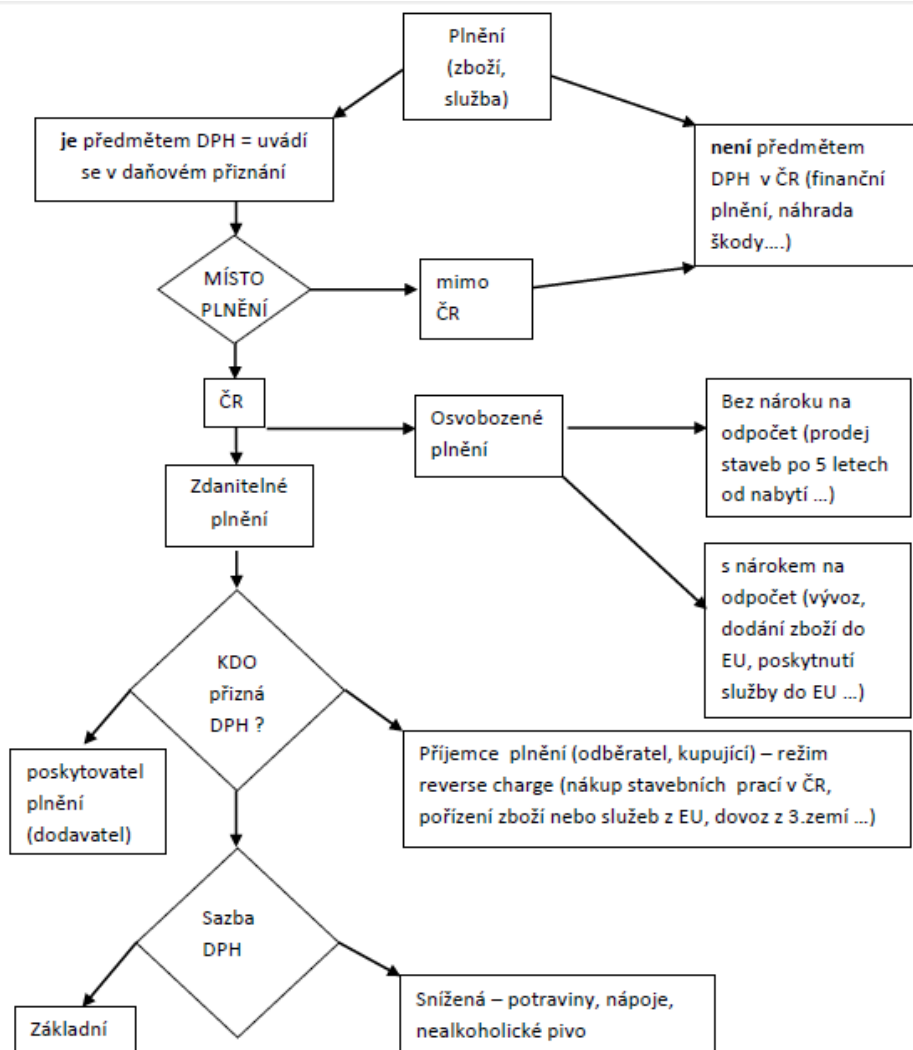 Plnění
(zboží,
služba)
je předmětem DPH = uvádí
se v daňovém přiznání
není předmětem
DPH v ČR (finanční
plnění, náhrada
škody....)
MÍSTO
PLNĚNÍ
mimo
ČR
ČR
Osvobozené
plnění
Bez nároku na
odpočet (prodej
staveb po 5 letech
od nabytí ...)
Zdanitelné
plnění
s nárokem na
odpočet (vývoz,
dodání zboží do
EU, poskytnutí
služby do EU ...)
KDO
přizná
DPH ?
poskytovatel
plnění
(dodavatel)
Příjemce plnění (odběratel, kupující) – režim
reverse charge (nákup stavebních prací v ČR,
pořízení zboží nebo služeb z EU, dovoz z 3.zemí ...)
Sazba
DPH
Základní
Snížená – potraviny, nápoje,
nealkoholické pivo